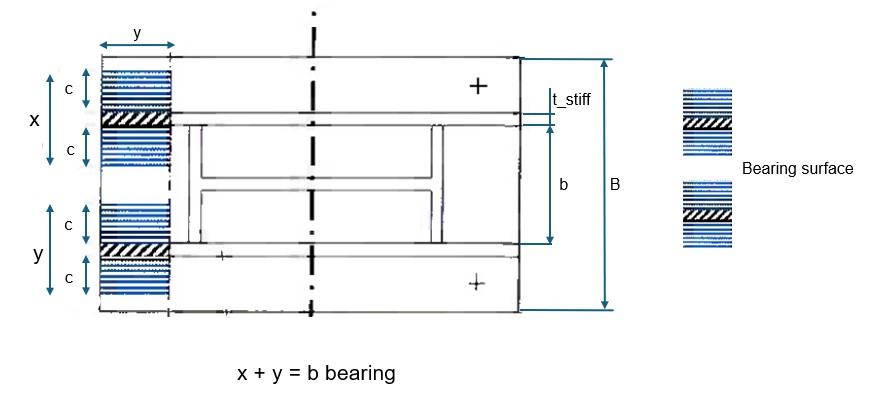 y
c
x
t_stiff
c
b
B
Bearing surface
c
y
c
x + y = b bearing